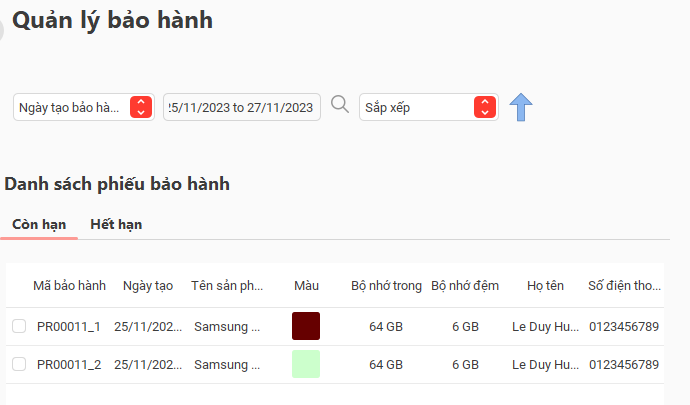 Quản lý bảo hành
Ngày tạo bảo hà... 25/11/2023 to 27/11/2023 Sắp xếp
Danh sách phiếu bảo hành
Còn hạn Hết hạn
Mã bảo hành Ngày tạo Tên sản ph... Màu Bộ nhớ trong Bộ nhớ đệm Họ tên Số điện tho...
PR00011_1 25/11/202... Samsung ... 64 GB 6 GB Le Duy Hu... 0123456789
PR00011_2 25/11/202... Samsung ... 64 GB 6 GB Le Duy Hu... 0123456789